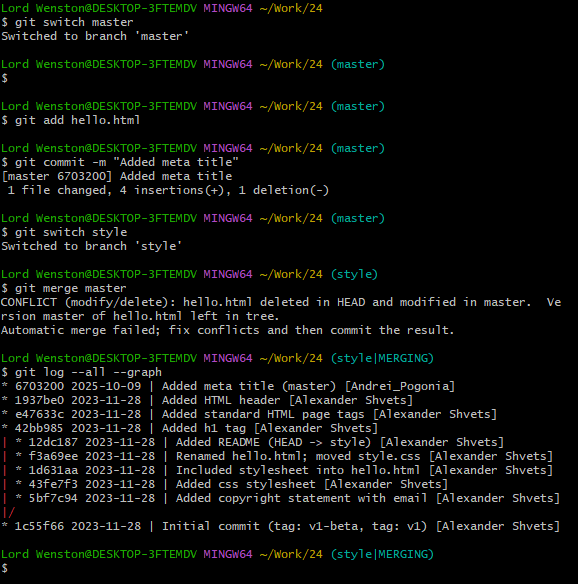 Lord Wenston@DESKTOP-3FTEMDV MINGW64 ~/Work/24
$ git switch master
Switched to branch 'master'
Lord Wenston@DESKTOP-3FTEMDV MINGW64 ~/Work/24 (master)
$
Lord Wenston@DESKTOP-3FTEMDV MINGW64 ~/Work/24 (master)
$ git add hello.html
Lord Wenston@DESKTOP-3FTEMDV MINGW64 ~/Work/24 (master)
$ git commit -m "Added meta title"
[master 6703200] Added meta title
 1 file changed, 4 insertions(+), 1 deletion(-)
Lord Wenston@DESKTOP-3FTEMDV MINGW64 ~/Work/24 (master)
$ git switch style
Switched to branch 'style'
Lord Wenston@DESKTOP-3FTEMDV MINGW64 ~/Work/24 (style)
$ git merge master
CONFLICT (modify/delete): hello.html deleted in HEAD and modified in master.  Ve
rsion master of hello.html left in tree.
Automatic merge failed; fix conflicts and then commit the result.
Lord Wenston@DESKTOP-3FTEMDV MINGW64 ~/Work/24 (style|MERGING)
$ git log --all --graph
* 6703200 2025-10-09 | Added meta title (master) [Andrei_Pogonia]
* 1937be0 2023-11-28 | Added HTML header [Alexander Shvets]
* e47633c 2023-11-28 | Added standard HTML page tags [Alexander Shvets]
* 42bb985 2023-11-28 | Added h1 tag [Alexander Shvets]
| * 12dc187 2023-11-28 | Added README (HEAD -> style) [Alexander Shvets]
| * f3a69ee 2023-11-28 | Renamed hello.html; moved style.css [Alexander Shvets]
| * 1d631aa 2023-11-28 | Included stylesheet into hello.html [Alexander Shvets]
| * 43fe7f3 2023-11-28 | Added css stylesheet [Alexander Shvets]
| * 5bf7c94 2023-11-28 | Added copyright statement with email [Alexander Shvets]
|/
* 1c55f66 2023-11-28 | Initial commit (tag: v1-beta, tag: v1) [Alexander Shvets]
Lord Wenston@DESKTOP-3FTEMDV MINGW64 ~/Work/24 (style|MERGING)
$